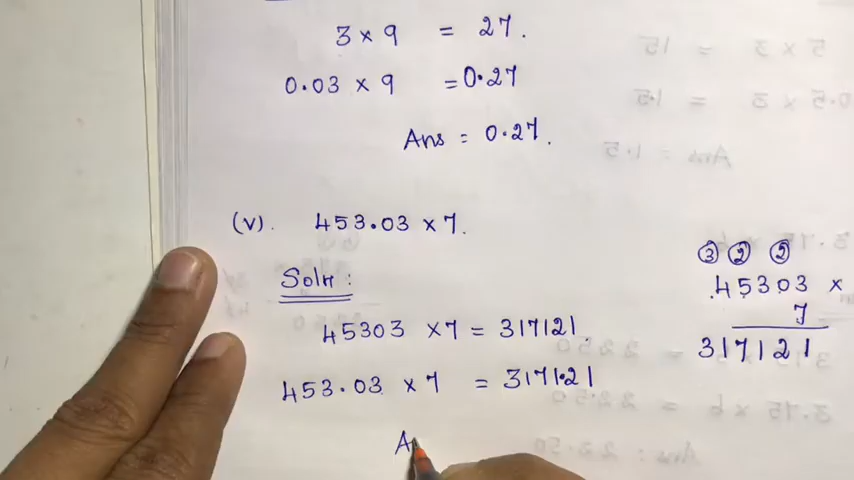 3 × 9 = 27.
0.03 × 9 = 0.27
Ans = 0.27.
(v). 453.03 × 7.
Soln :
3 2 2
45303 ×
7
317121
45303 × 7 = 317121.
453.03 × 7 = 3171.21
A